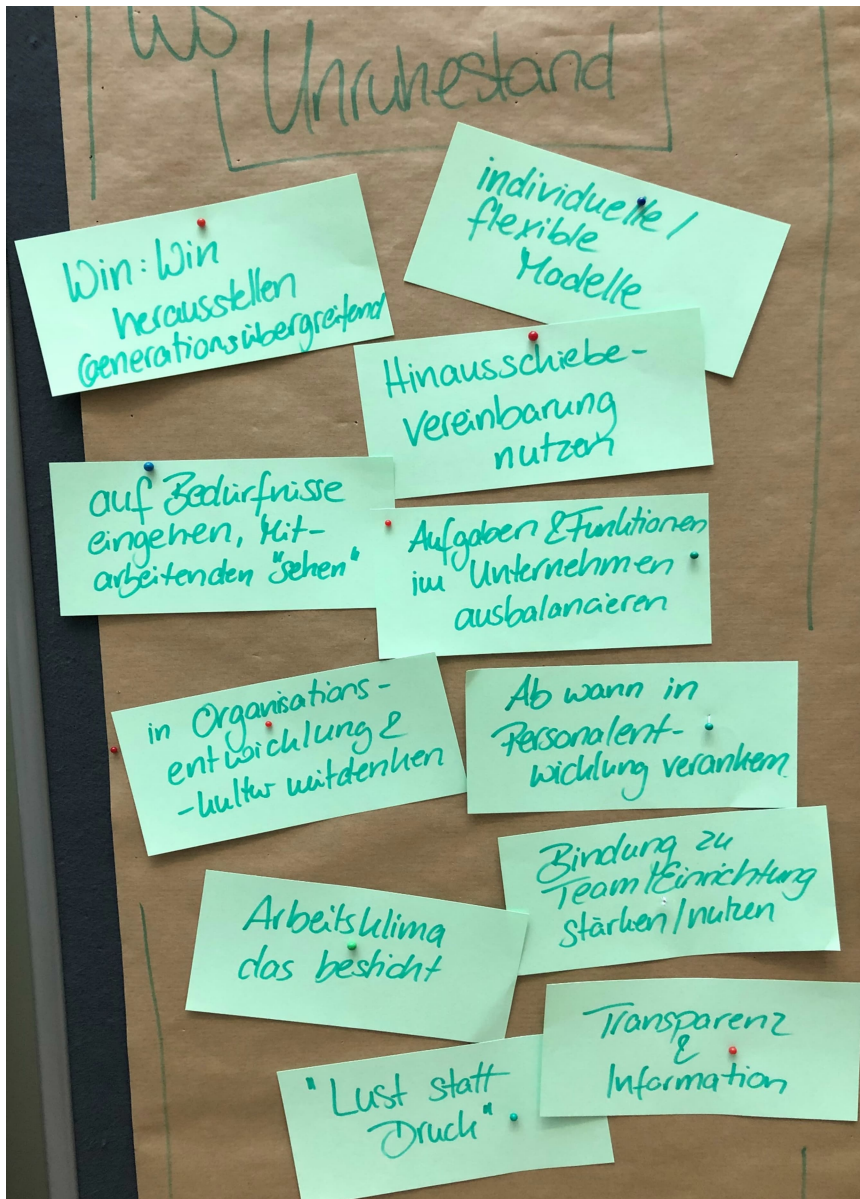 WS
Unruhestand
individuelle /
flexible
Modelle
Win:Win
herausstellen
Generationsübergreifend
Hinausschiebe-
vereinbarung
nutzen
auf Bedürfnisse
eingehen, Mit-
arbeitenden "sehen"
Aufgaben & Funktionen
im Unternehmen
ausbalancieren
in Organisations-
entwicklung &
-kultur mitdenken
Ab wann in
Personalent-
wicklung verankern
Bindung zu
Team/Einrichtung
stärken/nutzen
Arbeitsklima
das besticht
Transparenz
&
Information
"Lust statt
Druck"